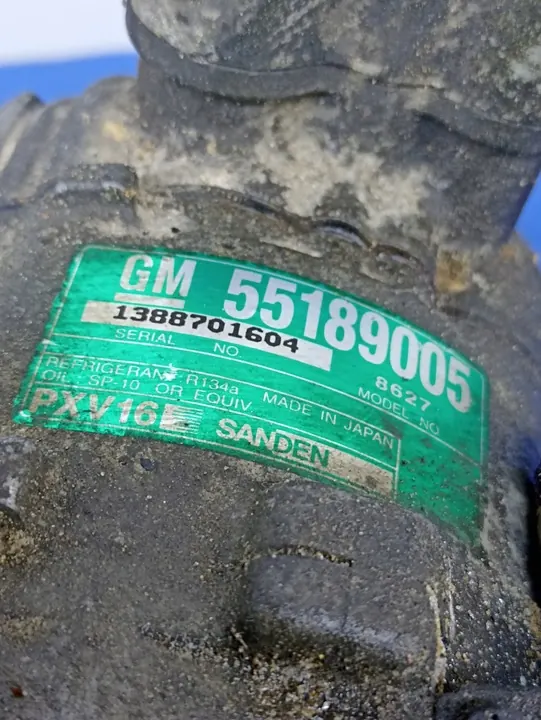 GM 55189005
1388701604
SERIAL NO. 8627
MODEL NO
REFRIGERANT R134a MADE IN JAPAN
OIL SP-10 OR EQUIV.
PXV16 SANDEN